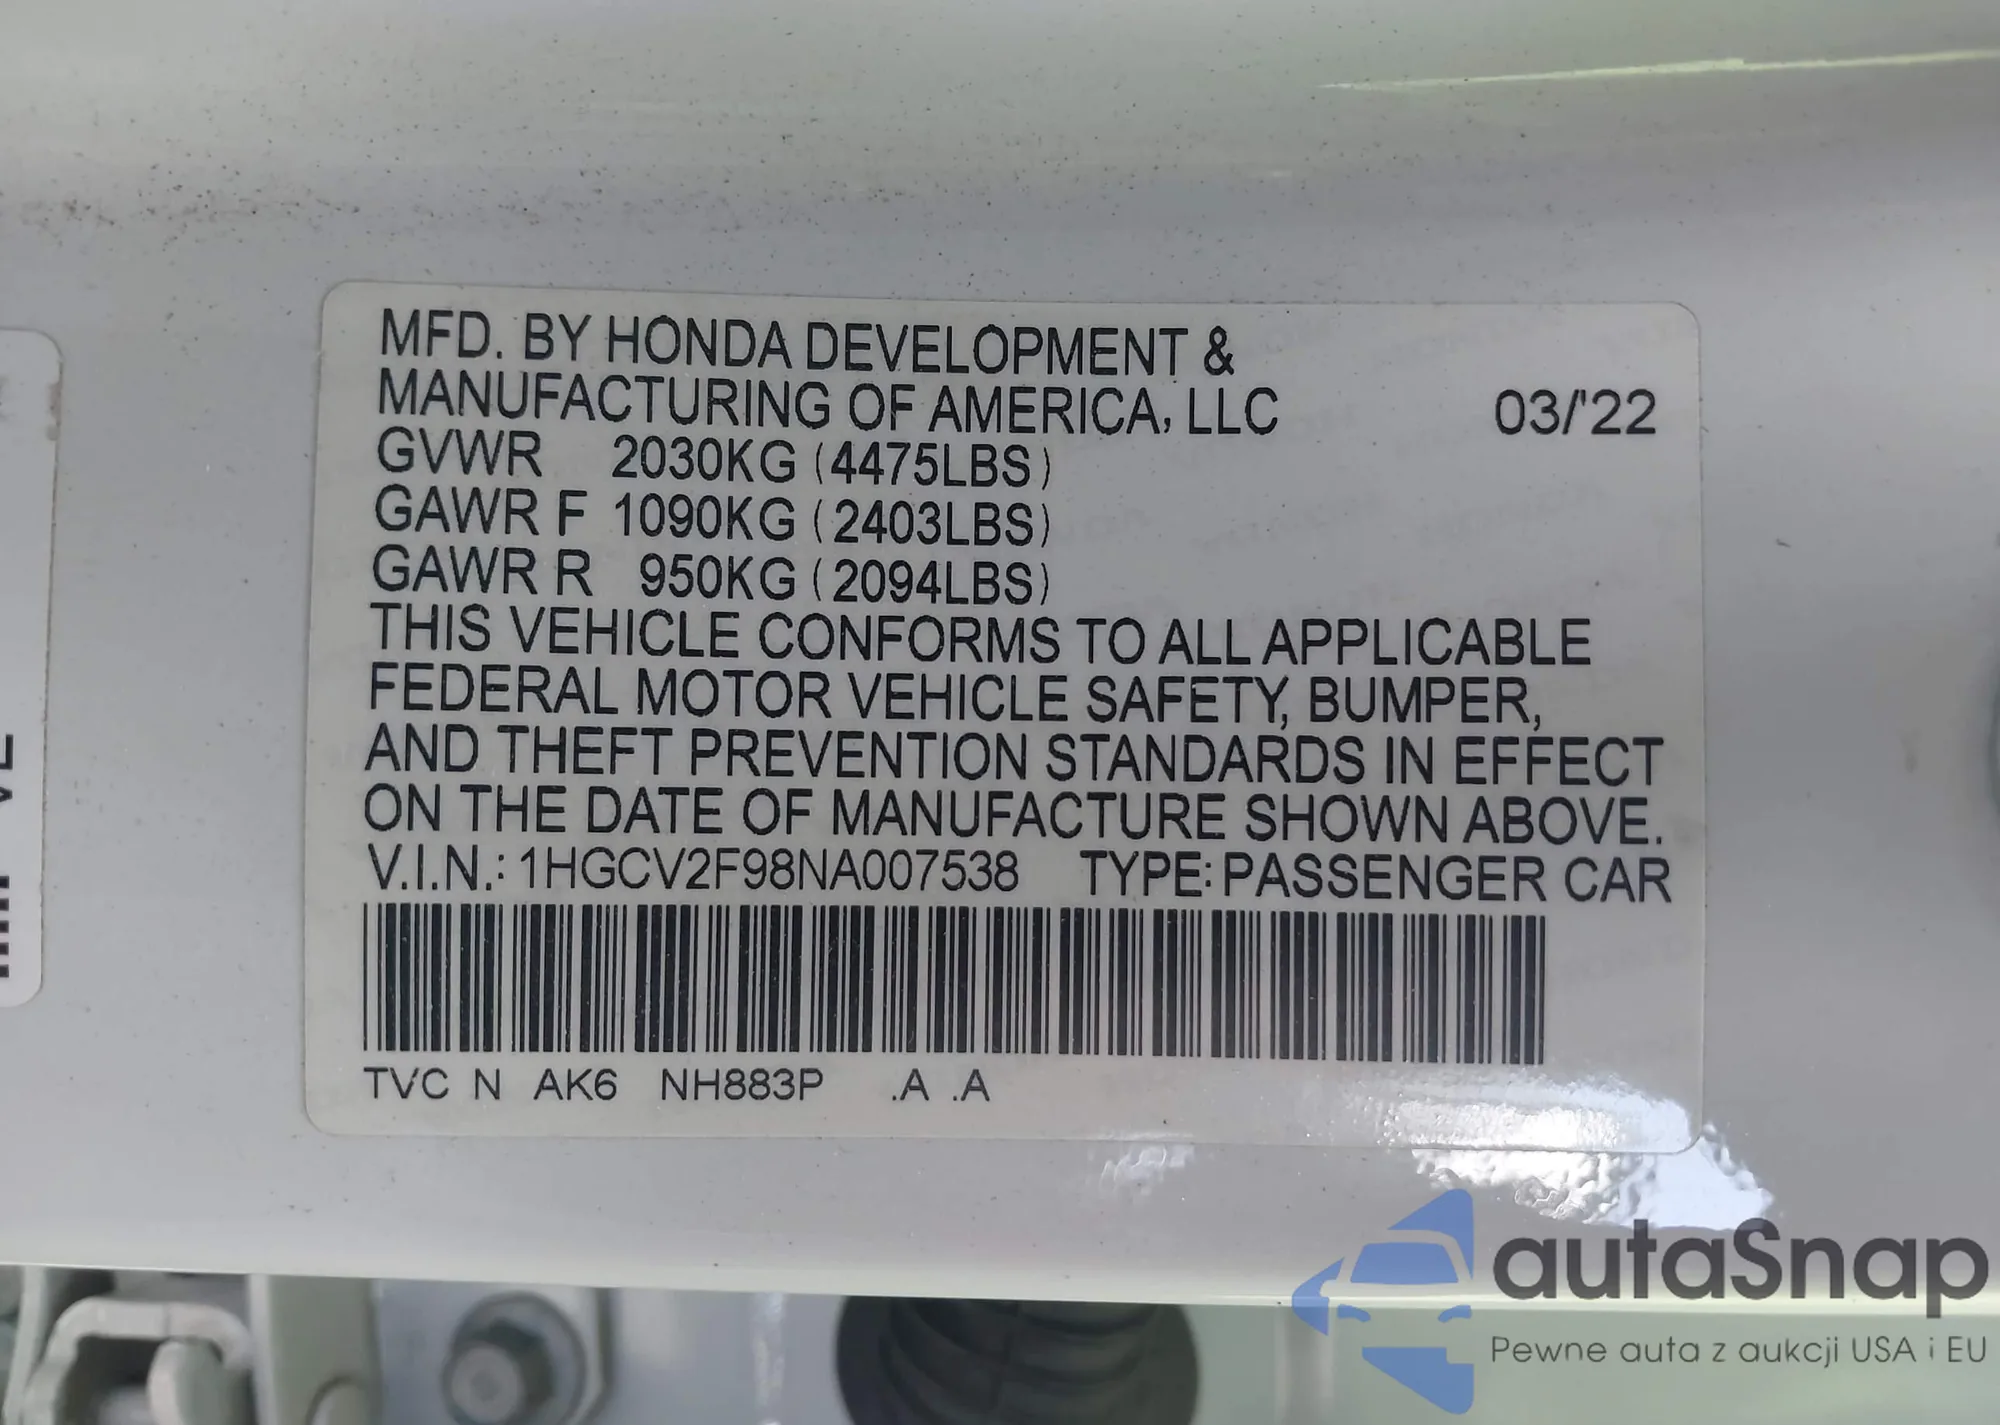 MFD. BY HONDA DEVELOPMENT &
MANUFACTURING OF AMERICA, LLC 03/'22
GVWR 2030KG (4475LBS)
GAWR F 1090KG (2403LBS)
GAWR R 950KG (2094LBS)
THIS VEHICLE CONFORMS TO ALL APPLICABLE
FEDERAL MOTOR VEHICLE SAFETY, BUMPER,
AND THEFT PREVENTION STANDARDS IN EFFECT
ON THE DATE OF MANUFACTURE SHOWN ABOVE.
V.I.N.: 1HGCV2F98NA007538 TYPE: PASSENGER CAR
TVC N AK6 NH883P .A .A
autaSnap
Pewne auta z aukcji USA i EU